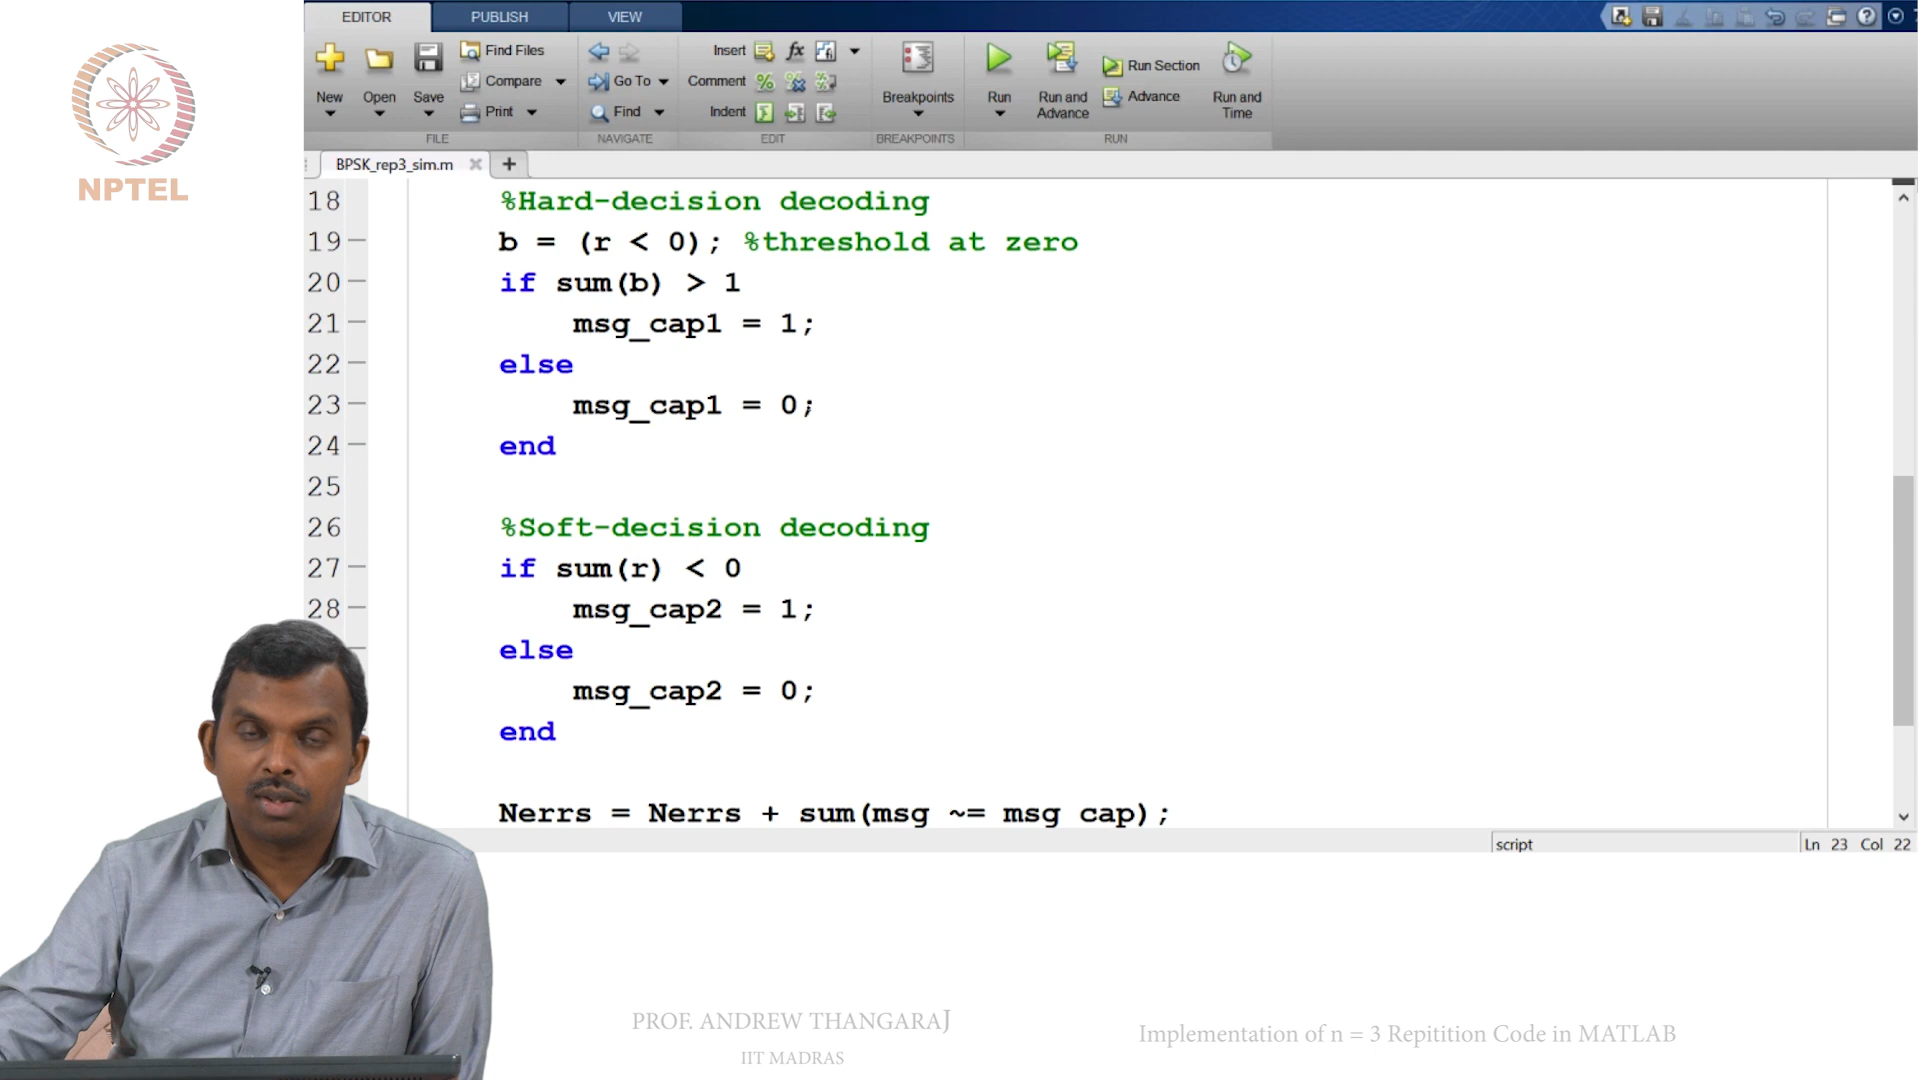 EDITOR PUBLISH VIEW
New Open Save Find Files Compare Print FILE
Go To Find NAVIGATE
Insert fx Comment Indent EDIT
Breakpoints BREAKPOINTS
Run Run and Advance Run Section Advance Run and Time RUN
NPTEL
BPSK_rep3_sim.m
18 %Hard-decision decoding
19 b = (r < 0); %threshold at zero
20 if sum(b) > 1
21 msg_cap1 = 1;
22 else
23 msg_cap1 = 0;
24 end
25
26 %Soft-decision decoding
27 if sum(r) < 0
28 msg_cap2 = 1;
else
msg_cap2 = 0;
end
Nerrs = Nerrs + sum(msg ~= msg cap);
script Ln 23 Col 22
PROF. ANDREW THANGARAJ
IIT MADRAS
Implementation of n = 3 Repitition Code in MATLAB